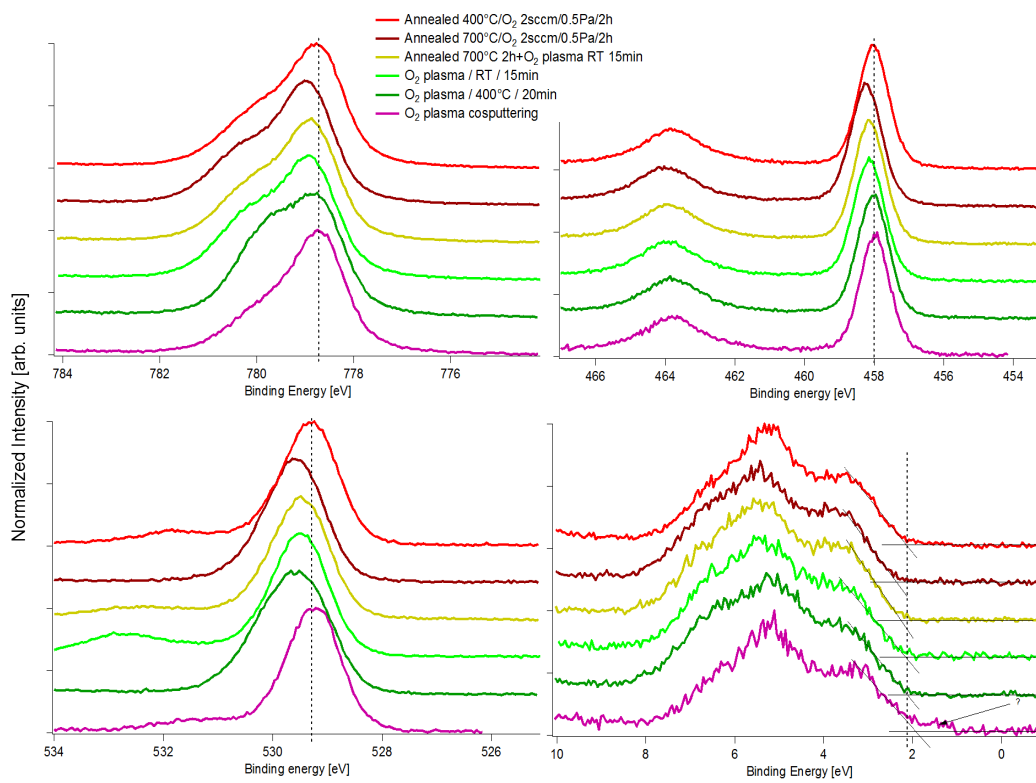 Annealed 400°C/O₂ 2sccm/0.5Pa/2h
Annealed 700°C/O₂ 2sccm/0.5Pa/2h
Annealed 700°C 2h+O₂ plasma RT 15min
O₂ plasma / RT / 15min
O₂ plasma / 400°C / 20min
O₂ plasma cosputtering
Normalized Intensity [arb. units]
784 782 780 778 776
Binding Energy [eV]
466 464 462 460 458 456 454
Binding energy [eV]
534 530 528 526
Binding energy [eV]
?
10 8 6 4 2 0
Binding Energy [eV]